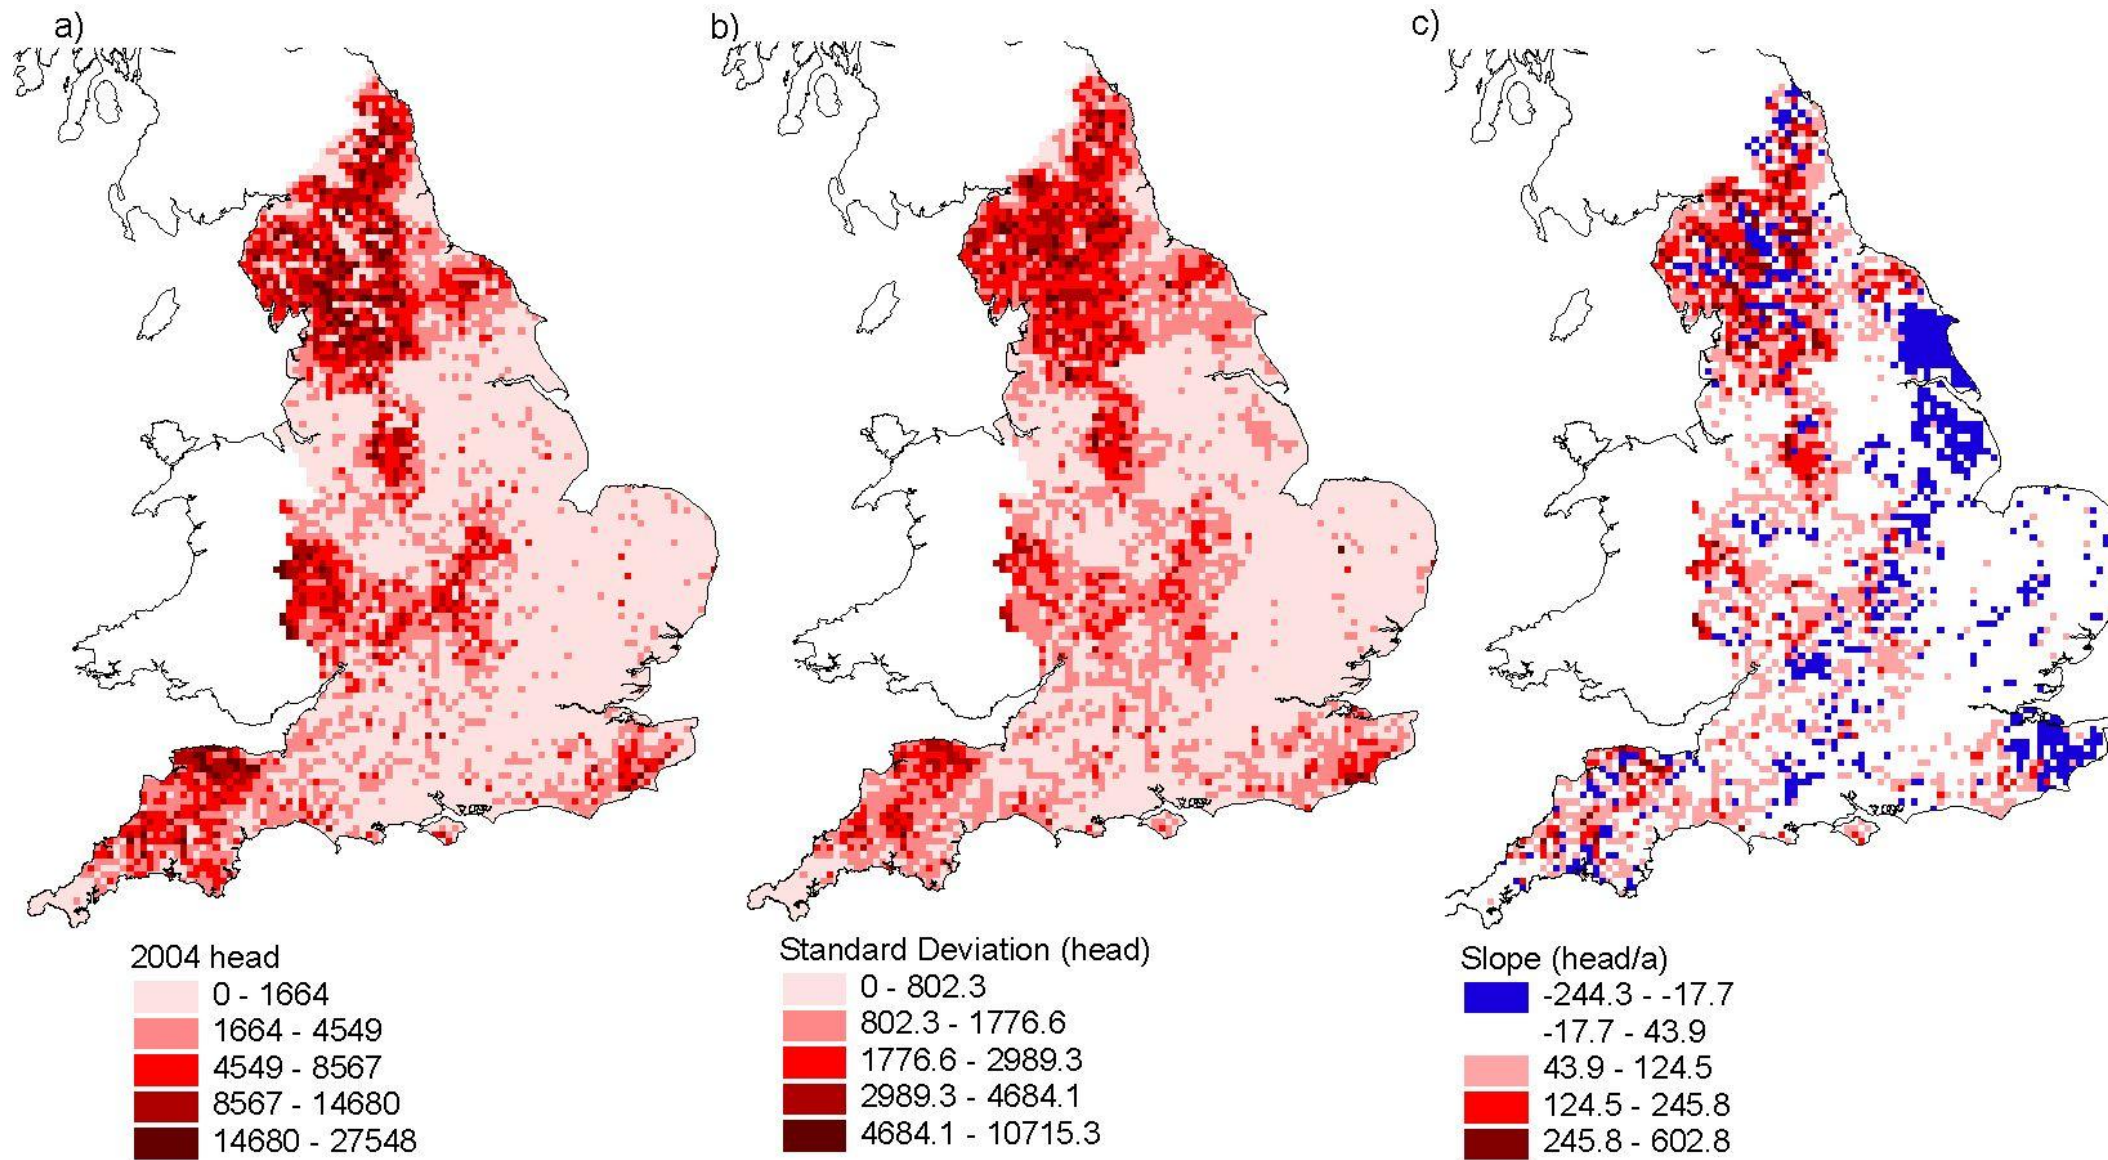 a)
b)
c)
2004 head
0 - 1664
1664 - 4549
4549 - 8567
8567 - 14680
14680 - 27548
Standard Deviation (head)
0 - 802.3
802.3 - 1776.6
1776.6 - 2989.3
2989.3 - 4684.1
4684.1 - 10715.3
Slope (head/a)
-244.3 - -17.7
-17.7 - 43.9
43.9 - 124.5
124.5 - 245.8
245.8 - 602.8